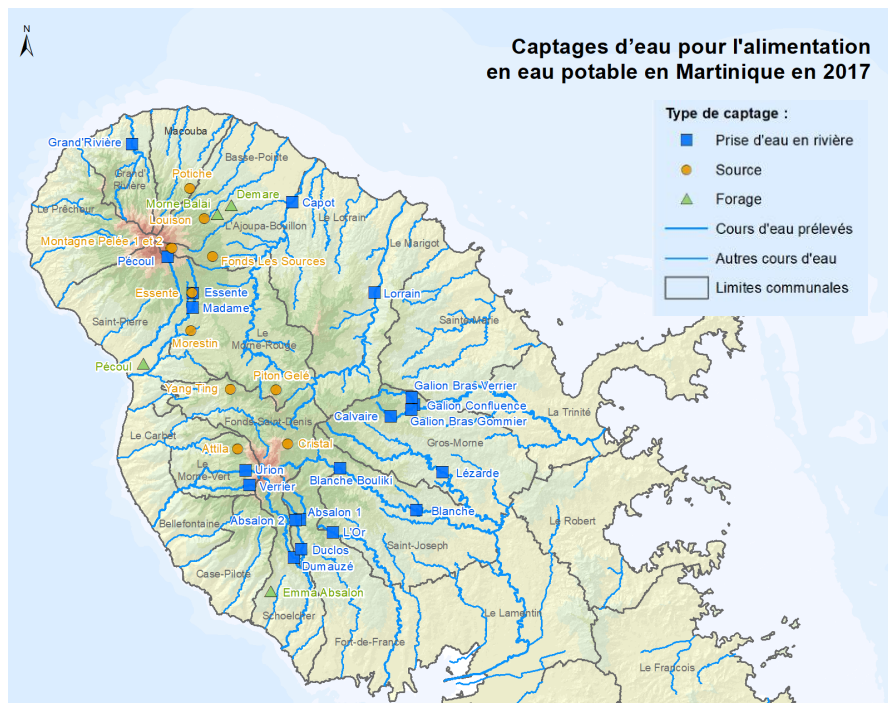 N
Captages d’eau pour l'alimentation
en eau potable en Martinique en 2017
Type de captage :
Prise d'eau en rivière
Source
Forage
Cours d'eau prélevés
Autres cours d'eau
Limites communales
Macouba
Grand'Rivière
Basse-Pointe
Grand'
Rivière
Potiche
Demare
Le Prêcheur
Morne Balai
Capot
Louison
Le Lorrain
L'Ajoupa-Bouillon
Montagne Pelée 1 et 2
Le Marigot
Pécoul
Fonds Les Sources
Essente
Essente
Lorrain
Madame
Saint-Pierre
Sainte-Marie
Le
Morne-Rouge
Morestin
Pécoul
Piton Gelé
Yang Ting
Galion Bras Verrier
Galion Confluence
Calvaire
La Trinité
Galion Bras Gommier
Fonds-Saint-Denis
Le Carbet
Attila
Cristal
Gros-Morne
Le
Morne-Vert
Urion
Lézarde
Blanche Bouliki
Verrier
Absalon 1
Blanche
Absalon 2
Bellefontaine
Le Robert
L'Or
Saint-Joseph
Duclos
Dumauzé
Case-Pilote
Emma Absalon
Schoelcher
Le Lamentin
Fort-de-France
Le François